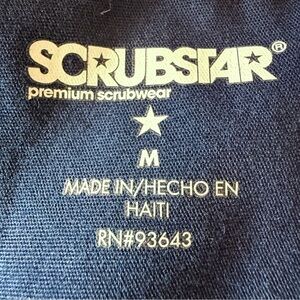 SCRUBSTAR®
premium scrubwear
M
MADE IN/HECHO EN
HAITI
RN#93643